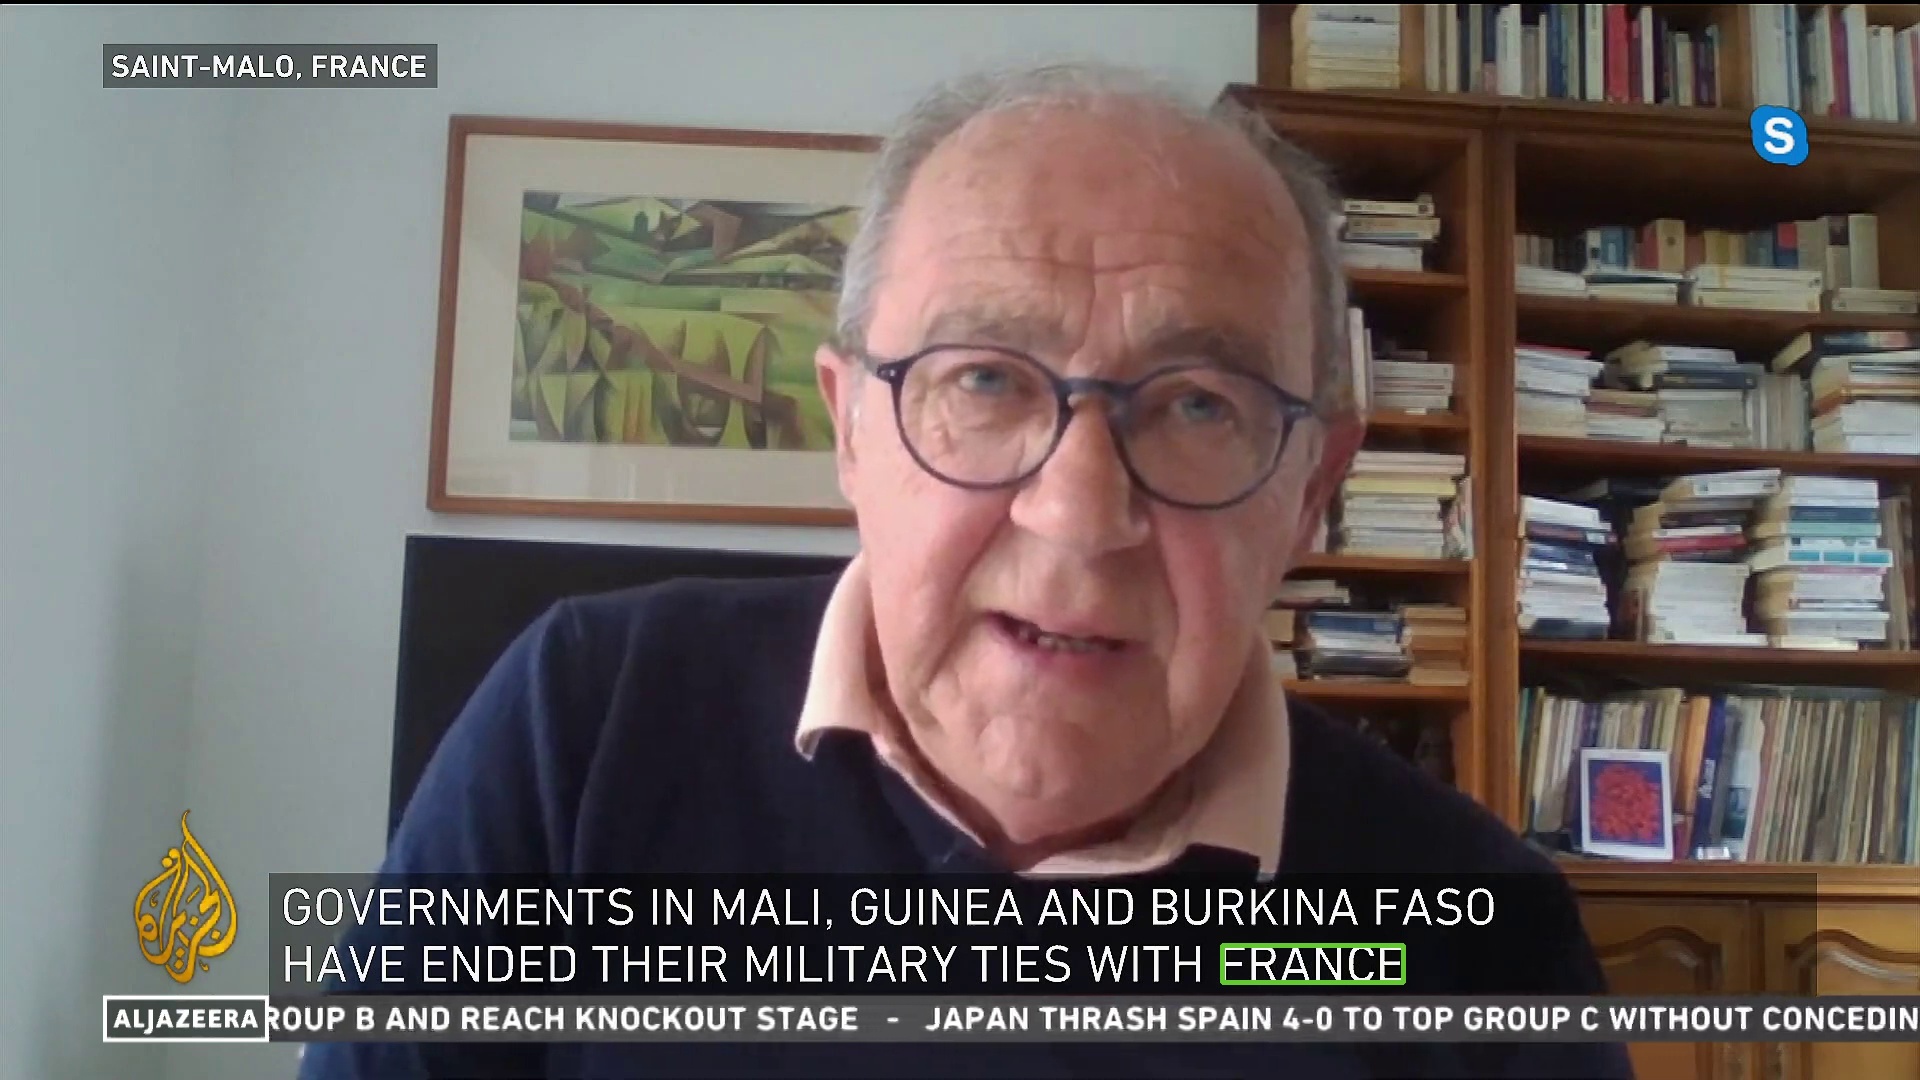 SAINT-MALO, FRANCE
S
GOVERNMENTS IN MALI, GUINEA AND BURKINA FASO
HAVE ENDED THEIR MILITARY TIES WITH FRANCE
ALJAZEERA
ROUP B AND REACH KNOCKOUT STAGE - JAPAN THRASH SPAIN 4-0 TO TOP GROUP C WITHOUT CONCEDIN